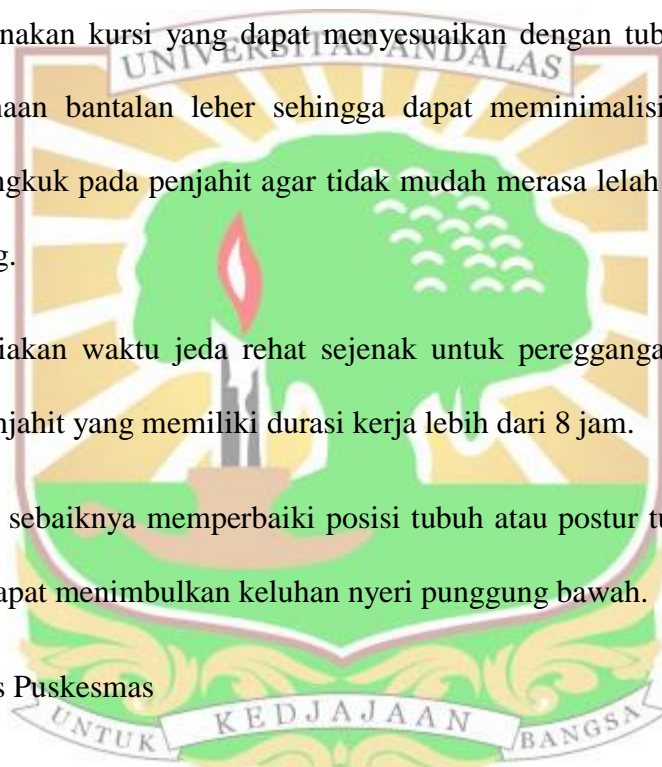 nakan kursi yang dapat menyesuaikan dengan tub
UNIVERSITAS ANDALAS
naan bantalan leher sehingga dapat meminimalisi
ngkuk pada penjahit agar tidak mudah merasa lelah
g.
iakan waktu jeda rehat sejenak untuk peregganga
njahit yang memiliki durasi kerja lebih dari 8 jam.
sebaiknya memperbaiki posisi tubuh atau postur tu
apat menimbulkan keluhan nyeri punggung bawah.
s Puskesmas
UNTUK KEDJAJAAN BANGSA